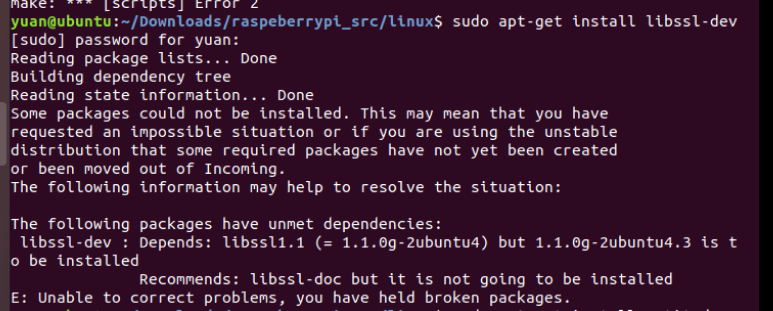 make: *** [scripts] Error 2
yuan@ubuntu:~/Downloads/raspeberrypi_src/linux$ sudo apt-get install libssl-dev
[sudo] password for yuan:
Reading package lists... Done
Building dependency tree
Reading state information... Done
Some packages could not be installed. This may mean that you have
requested an impossible situation or if you are using the unstable
distribution that some required packages have not yet been created
or been moved out of Incoming.
The following information may help to resolve the situation:
The following packages have unmet dependencies:
libssl-dev : Depends: libssl1.1 (= 1.1.0g-2ubuntu4) but 1.1.0g-2ubuntu4.3 is t
o be installed
Recommends: libssl-doc but it is not going to be installed
E: Unable to correct problems, you have held broken packages.